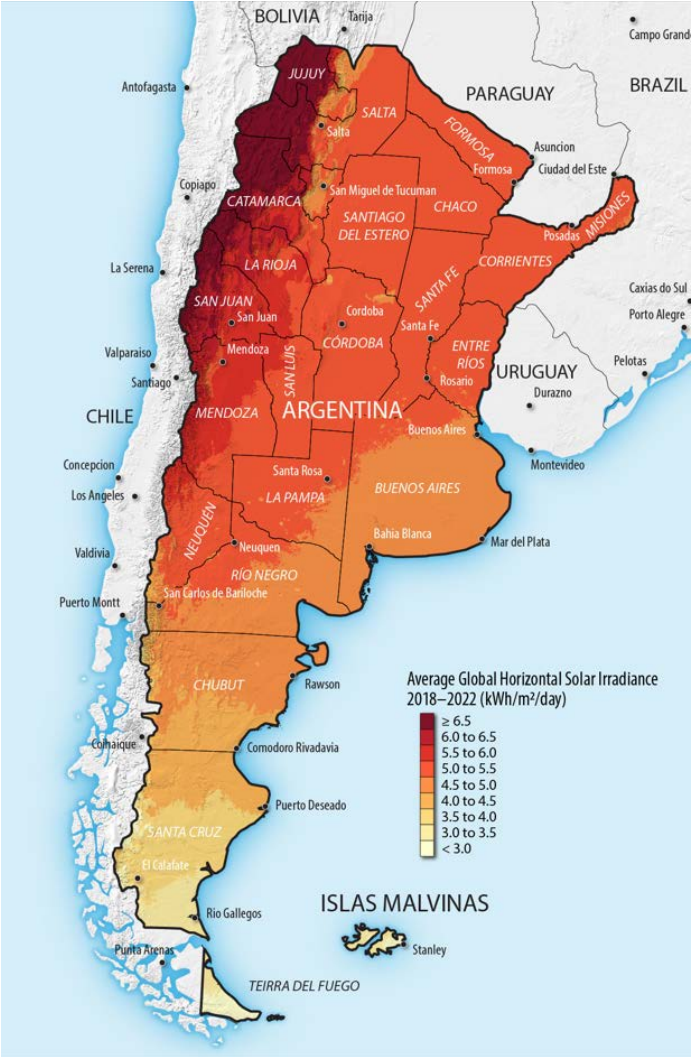 BOLIVIA
Tarija
Campo Grand
JUJUY
Antofagasta
PARAGUAY
BRAZIL
SALTA
Salta
FORMOSA
Asuncion
Ciudad del Este
Formosa
Copiapo
San Miguel de Tucuman
CATAMARCA
SANTIAGO
DEL ESTERO
CHACO
MISIONES
Posadas
LA RIOJA
CORRIENTES
La Serena
SANTA FE
Caxias do Sul
SAN JUAN
San Juan
Cordoba
Porto Alegre
Santa Fe
CÓRDOBA
Mendoza
ENTRE
RÍOS
Valparaiso
SAN LUIS
Pelotas
Santiago
Rosario
URUGUAY
Durazno
CHILE
MENDOZA
ARGENTINA
Buenos Aires
Concepcion
Santa Rosa
Montevideo
Los Angeles
LA PAMPA
BUENOS AIRES
NEUQUEN
Bahia Blanca
Mar del Plata
Valdivia
Neuquen
RÍO NEGRO
San Carlos de Bariloche
Puerto Montt
CHUBUT
Rawson
Average Global Horizontal Solar Irradiance
2018–2022 (kWh/m²/day)
≥ 6.5
6.0 to 6.5
5.5 to 6.0
5.0 to 5.5
4.5 to 5.0
4.0 to 4.5
3.5 to 4.0
3.0 to 3.5
< 3.0
Coihaique
Comodoro Rivadavia
Puerto Deseado
SANTA CRUZ
El Calafate
ISLAS MALVINAS
Rio Gallegos
Stanley
Punta Arenas
TEIRRA DEL FUEGO